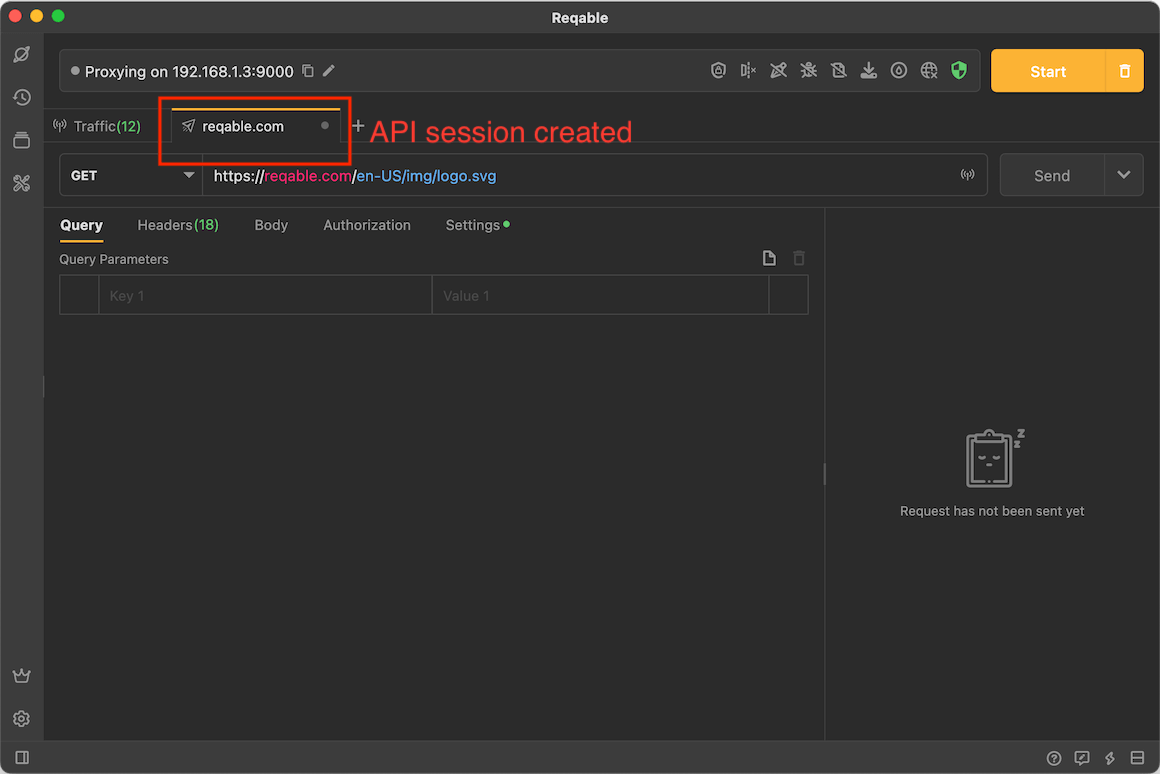 Reqable
Proxying on 192.168.1.3:9000
Start
Traffic(12)
reqable.com
API session created
GET
https://reqable.com/en-US/img/logo.svg
Send
Query
Headers(18)
Body
Authorization
Settings
Query Parameters
Key 1
Value 1
Request has not been sent yet